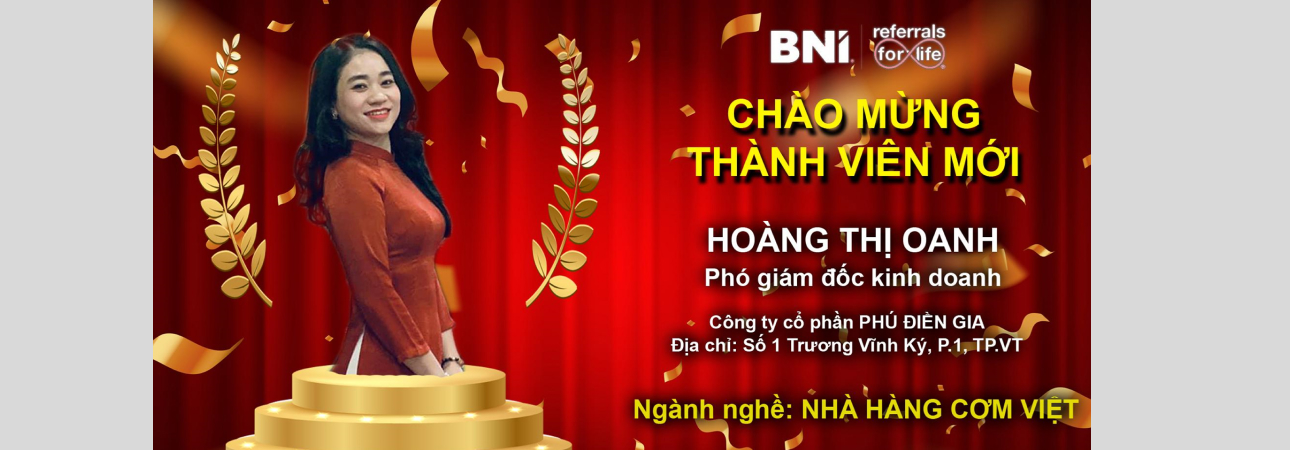 BNI
referrals
for life
CHÀO MỪNG
THÀNH VIÊN MỚI
HOÀNG THỊ OANH
Phó giám đốc kinh doanh
Công ty cổ phần PHÚ ĐIỀN GIA
Địa chỉ: Số 1 Trương Vĩnh Ký, P.1, TP.VT
Ngành nghề: NHÀ HÀNG CƠM VIỆT